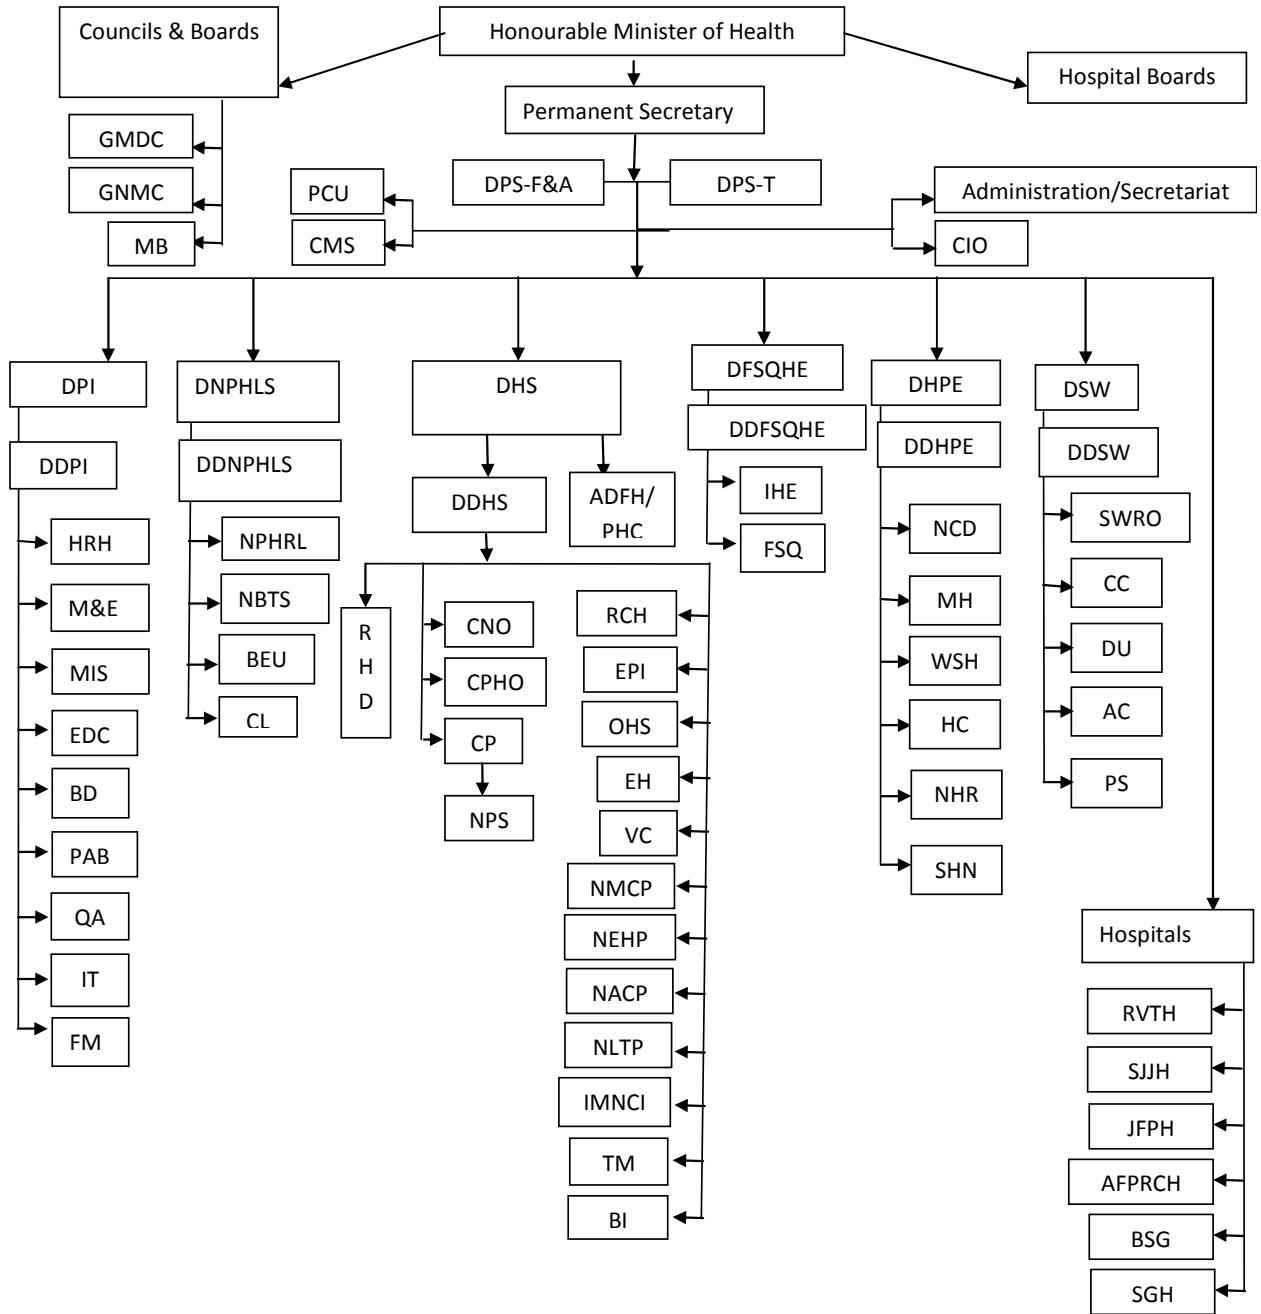 Councils & Boards
Honourable Minister of Health
Hospital Boards
Permanent Secretary
GMDC
GNMC
MB
DPS-F&A
DPS-T
PCU
CMS
Administration/Secretariat
CIO
DPI
DDPI
HRH
M&E
MIS
EDC
BD
PAB
QA
IT
FM
DNPHLS
DDNPHLS
NPHRL
NBTS
BEU
CL
DHS
DDHS
ADFH/
PHC
R
H
D
CNO
CPHO
CP
NPS
RCH
EPI
OHS
EH
VC
NMCP
NEHP
NACP
NLTP
IMNCI
TM
BI
DFSQHE
DDFSQHE
IHE
FSQ
DHPE
DDHPE
NCD
MH
WSH
HC
NHR
SHN
DSW
DDSW
SWRO
CC
DU
AC
PS
Hospitals
RVTH
SJJH
JFPH
AFPRCH
BSG
SGH